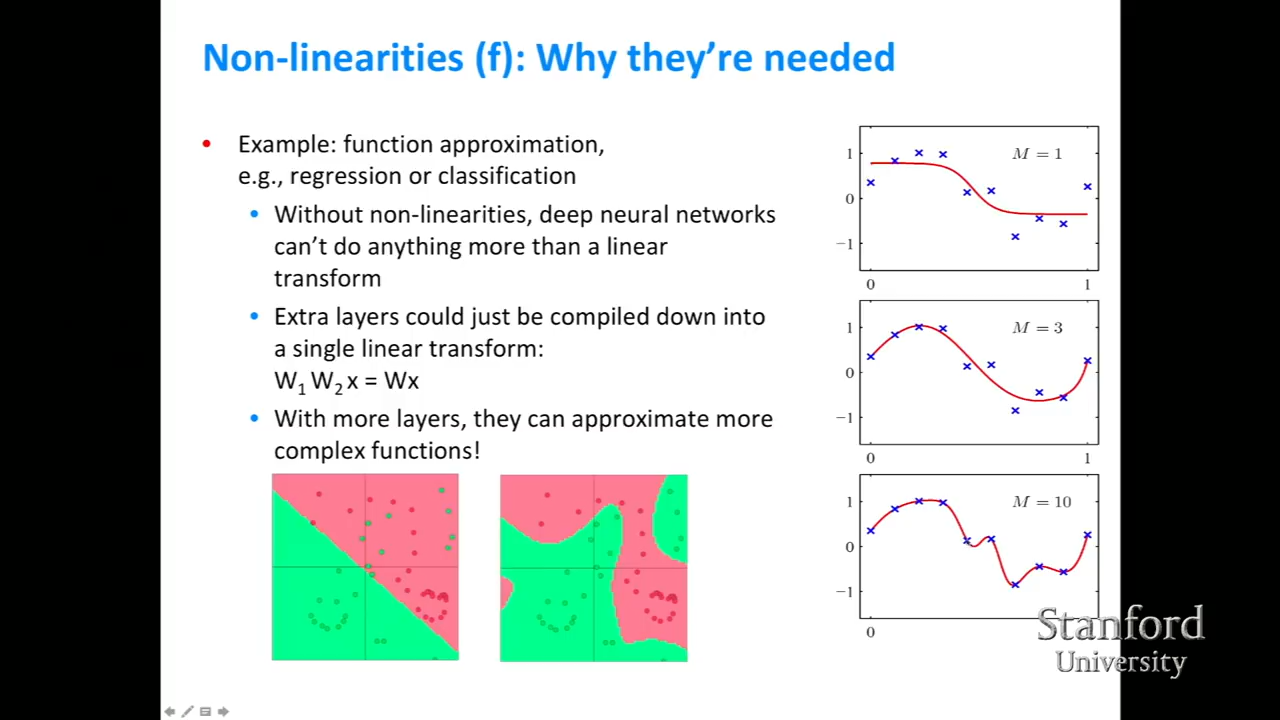 Non-linearities (f): Why they're needed
• Example: function approximation,
e.g., regression or classification
• Without non-linearities, deep neural networks
can't do anything more than a linear
transform
• Extra layers could just be compiled down into
a single linear transform:
W₁ W₂ x = Wx
• With more layers, they can approximate more
complex functions!
M = 1
1
0
−1
0 1
M = 3
1
0
−1
0 1
M = 10
1
0
−1
0
Stanford
University